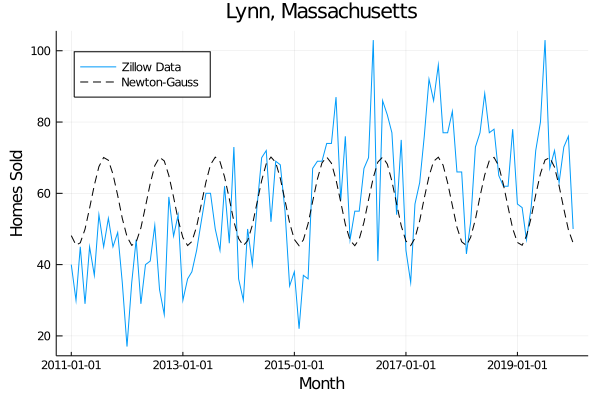 Lynn, Massachusetts
Zillow Data
Newton-Gauss
Homes Sold
100
80
60
40
20
2011-01-01 2013-01-01 2015-01-01 2017-01-01 2019-01-01
Month